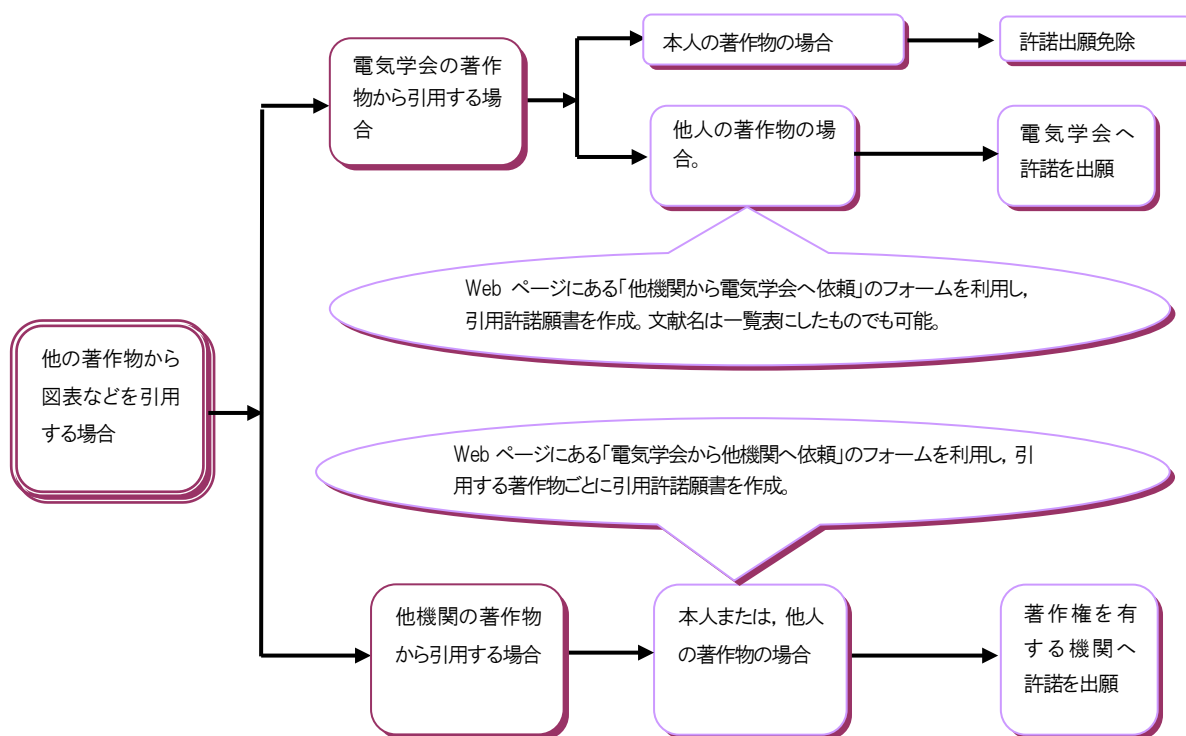 本人の著作物の場合
許諾出願免除
電気学会の著作
物から引用する場
合
他人の著作物の場
合。
電気学会へ
許諾を出願
Web ページにある「他機関から電気学会へ依頼」のフォームを利用し,
引用許諾願書を作成。文献名は一覧表にしたものでも可能。
他の著作物から
図表などを引用
する場合
Web ページにある「電気学会から他機関へ依頼」のフォームを利用し, 引
用する著作物ごとに引用許諾願書を作成。
他機関の著作物
から引用する場合
本人または, 他人
の著作物の場合
著作権を有
する機関へ
許諾を出願